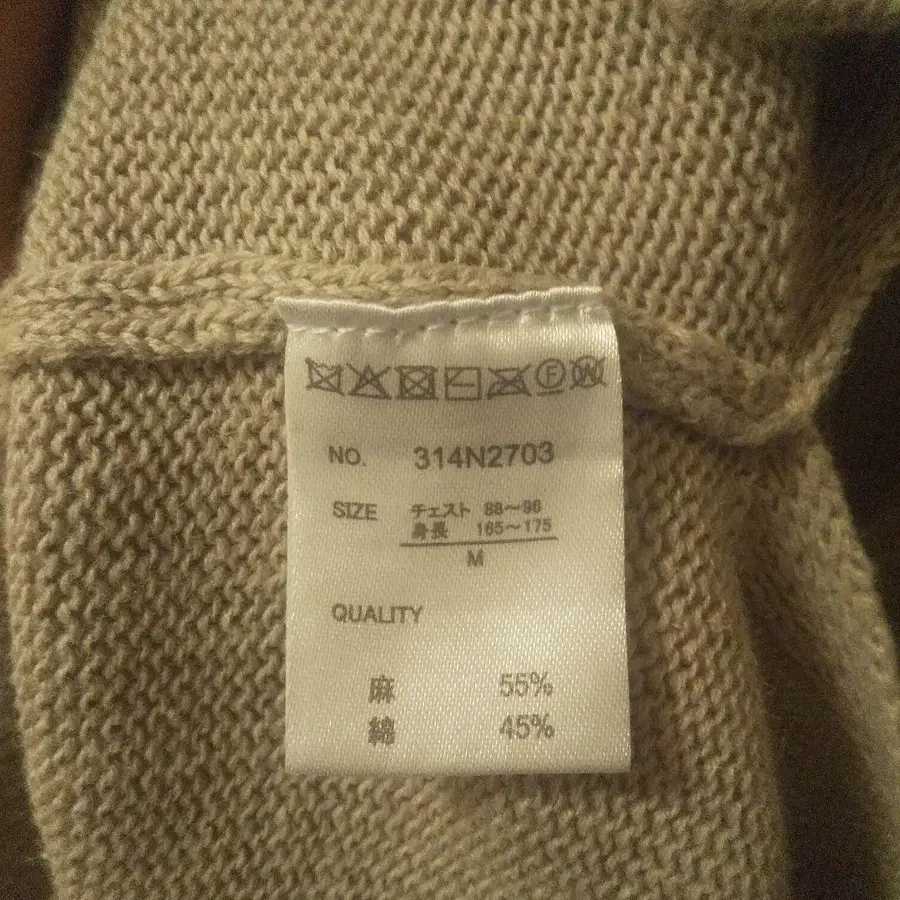 F W
NO. 314N2703
SIZE チェスト 88～96
身長 165～175
M
QUALITY
麻 55%
綿 45%